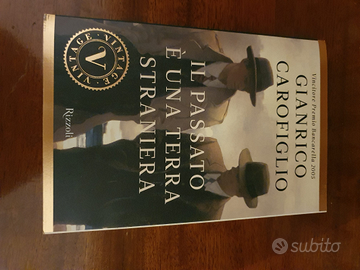 GIANRICO
CAROFIGLIO
Vincitore Premio Bancarella 2005
IL PASSATO
È UNA TERRA
STRANIERA
Rizzoli
VINTAGE · VINTAGE
V
subito